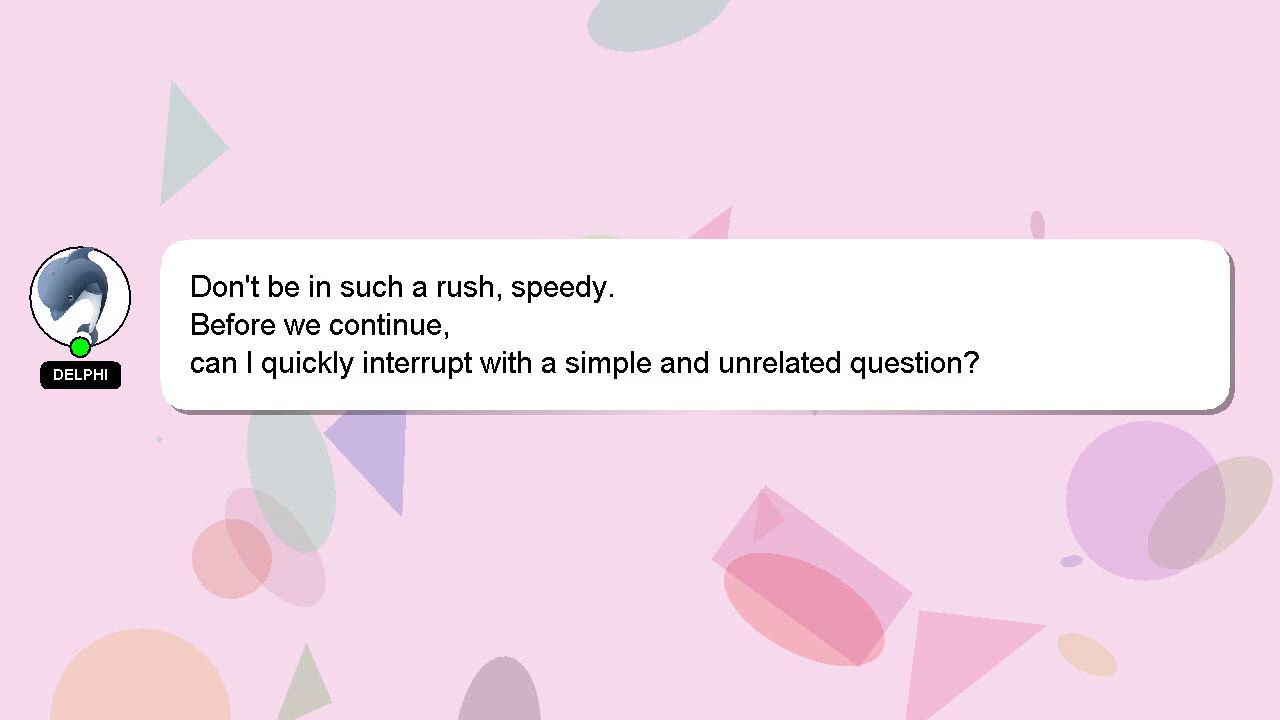 Don't be in such a rush, speedy.
Before we continue,
can I quickly interrupt with a simple and unrelated question?
DELPHI